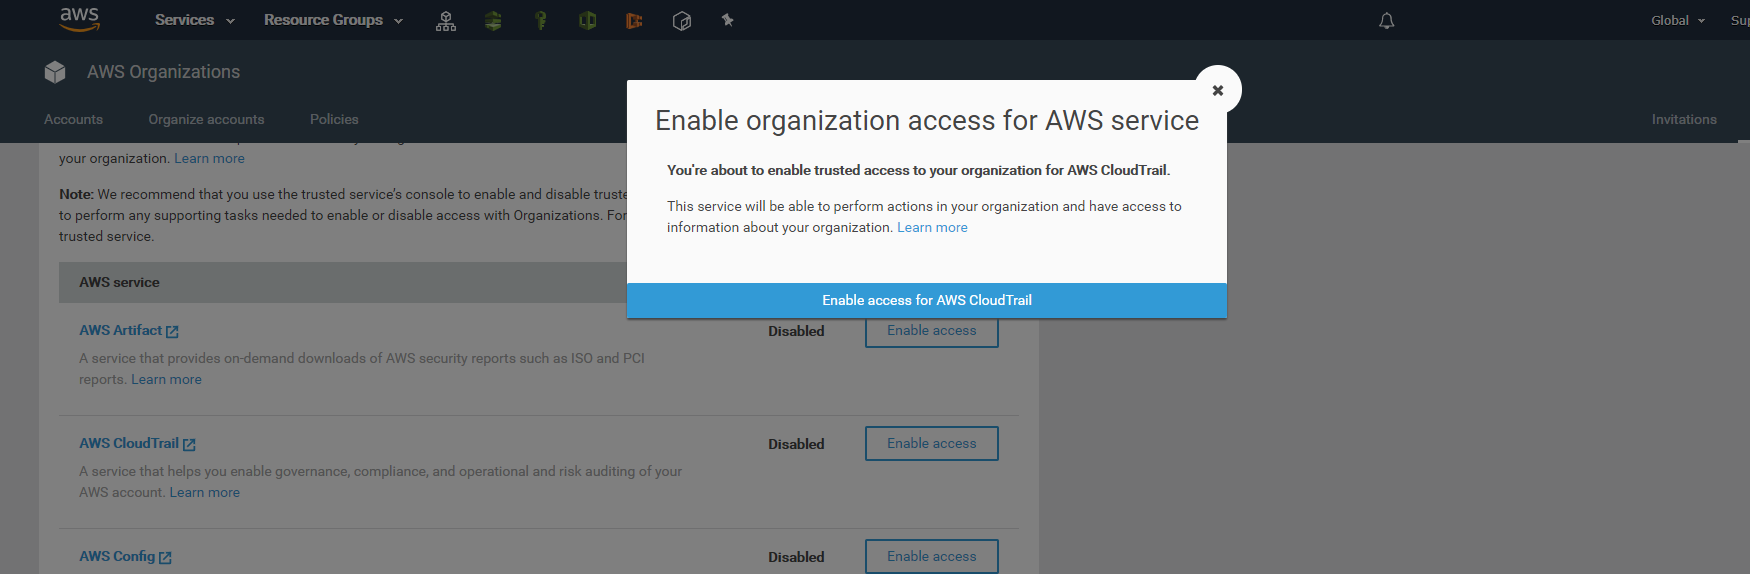 aws Services Resource Groups Global Sup
AWS Organizations
Accounts Organize accounts Policies Invitations
your organization. Learn more
Note: We recommend that you use the trusted service's console to enable and disable truste
to perform any supporting tasks needed to enable or disable access with Organizations. For
trusted service.
Enable organization access for AWS service
You're about to enable trusted access to your organization for AWS CloudTrail.
This service will be able to perform actions in your organization and have access to
information about your organization. Learn more
Enable access for AWS CloudTrail
AWS service
AWS Artifact Disabled Enable access
A service that provides on-demand downloads of AWS security reports such as ISO and PCI
reports. Learn more
AWS CloudTrail Disabled Enable access
A service that helps you enable governance, compliance, and operational and risk auditing of your
AWS account. Learn more
AWS Config Disabled Enable access